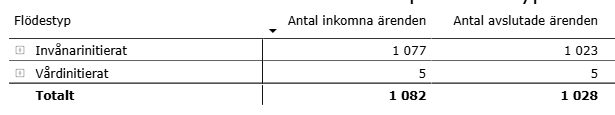 Flödestyp Antal inkomna ärenden Antal avslutade ärenden
Invånarinitierat 1 077 1 023
Vårdinitierat 5 5
Totalt 1 082 1 028